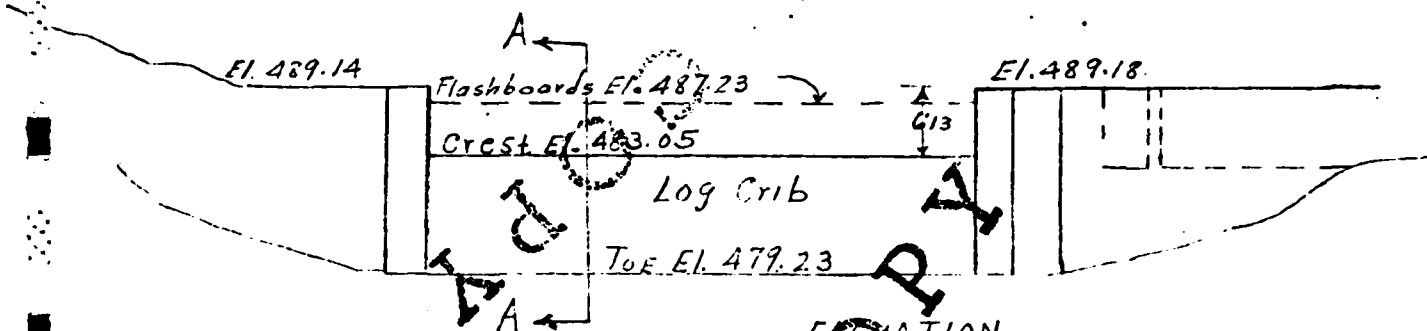 A
El. 489.14
Flashboards El. 487.23
El. 489.18
6.13
Crest El. 483.05
Log Crib
Toe El. 479.23
A